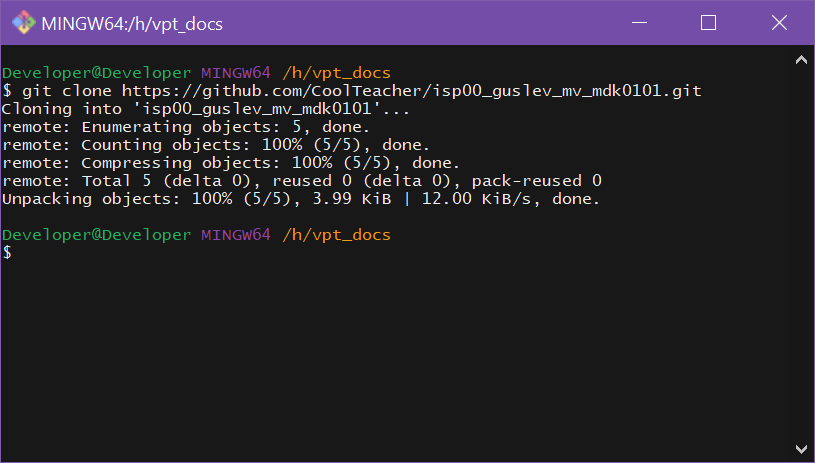 MINGW64:/h/vpt_docs
Developer@Developer MINGW64 /h/vpt_docs
$ git clone https://github.com/CoolTeacher/isp00_guslev_mv_mdk0101.git
Cloning into 'isp00_guslev_mv_mdk0101'...
remote: Enumerating objects: 5, done.
remote: Counting objects: 100% (5/5), done.
remote: Compressing objects: 100% (5/5), done.
remote: Total 5 (delta 0), reused 0 (delta 0), pack-reused 0
Unpacking objects: 100% (5/5), 3.99 KiB | 12.00 KiB/s, done.
Developer@Developer MINGW64 /h/vpt_docs
$